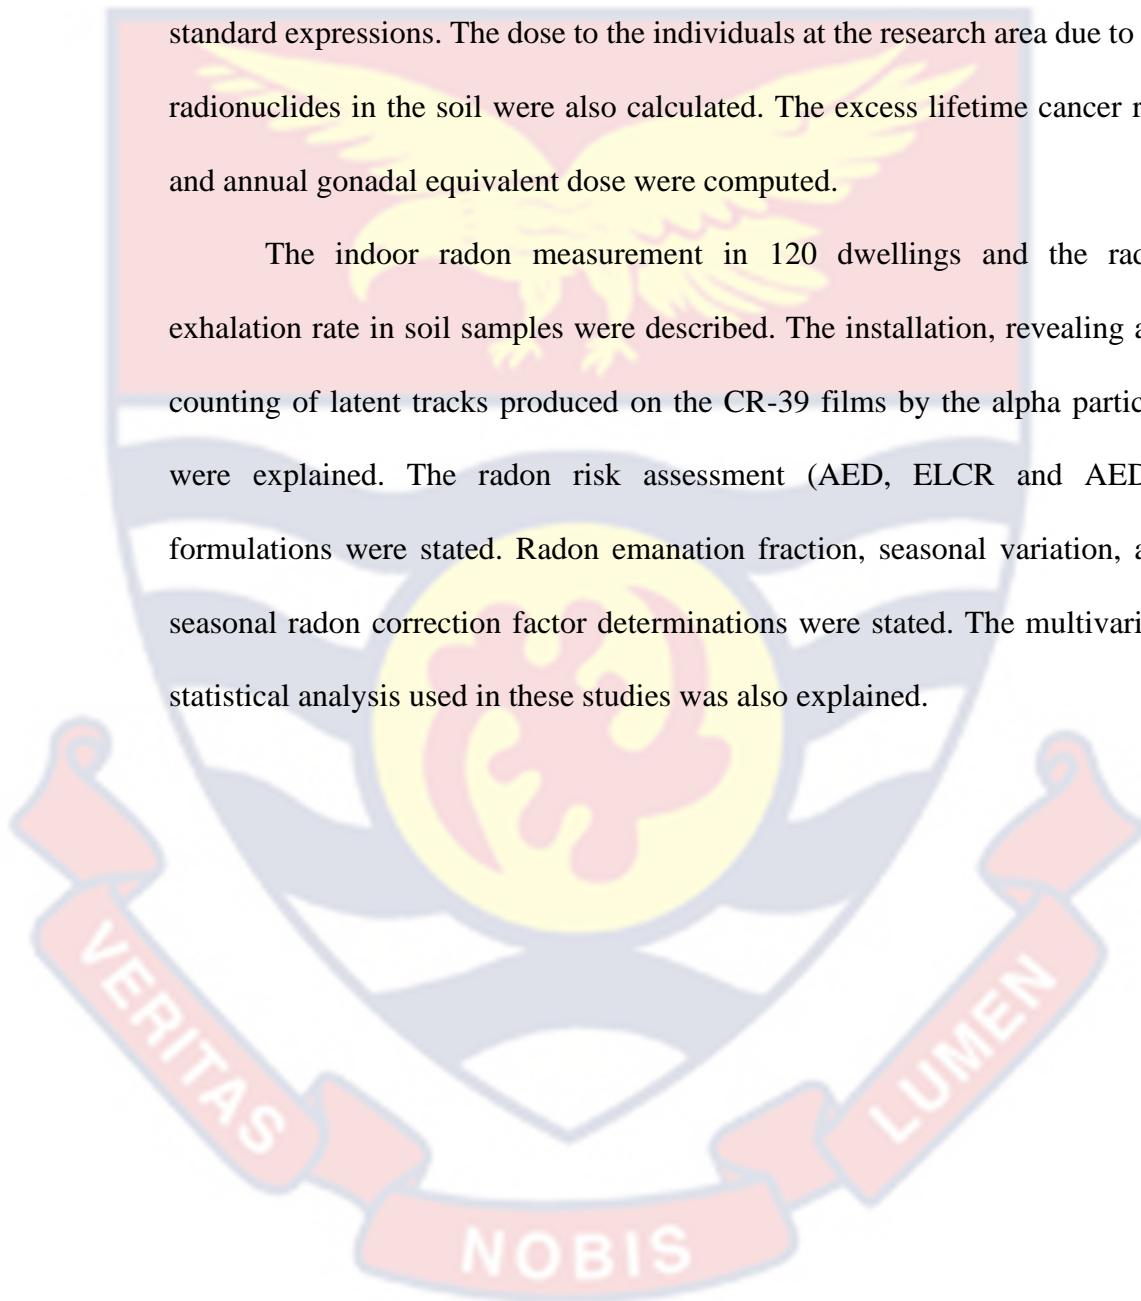 standard expressions. The dose to the individuals at the research area due to
radionuclides in the soil were also calculated. The excess lifetime cancer
and annual gonadal equivalent dose were computed.
The indoor radon measurement in 120 dwellings and the
exhalation rate in soil samples were described. The installation, revealing
counting of latent tracks produced on the CR-39 films by the alpha
were explained. The radon risk assessment (AED, ELCR and AED
formulations were stated. Radon emanation fraction, seasonal variation,
seasonal radon correction factor determinations were stated. The
statistical analysis used in these studies was also explained.
VERITAS
NOBIS
LUMEN